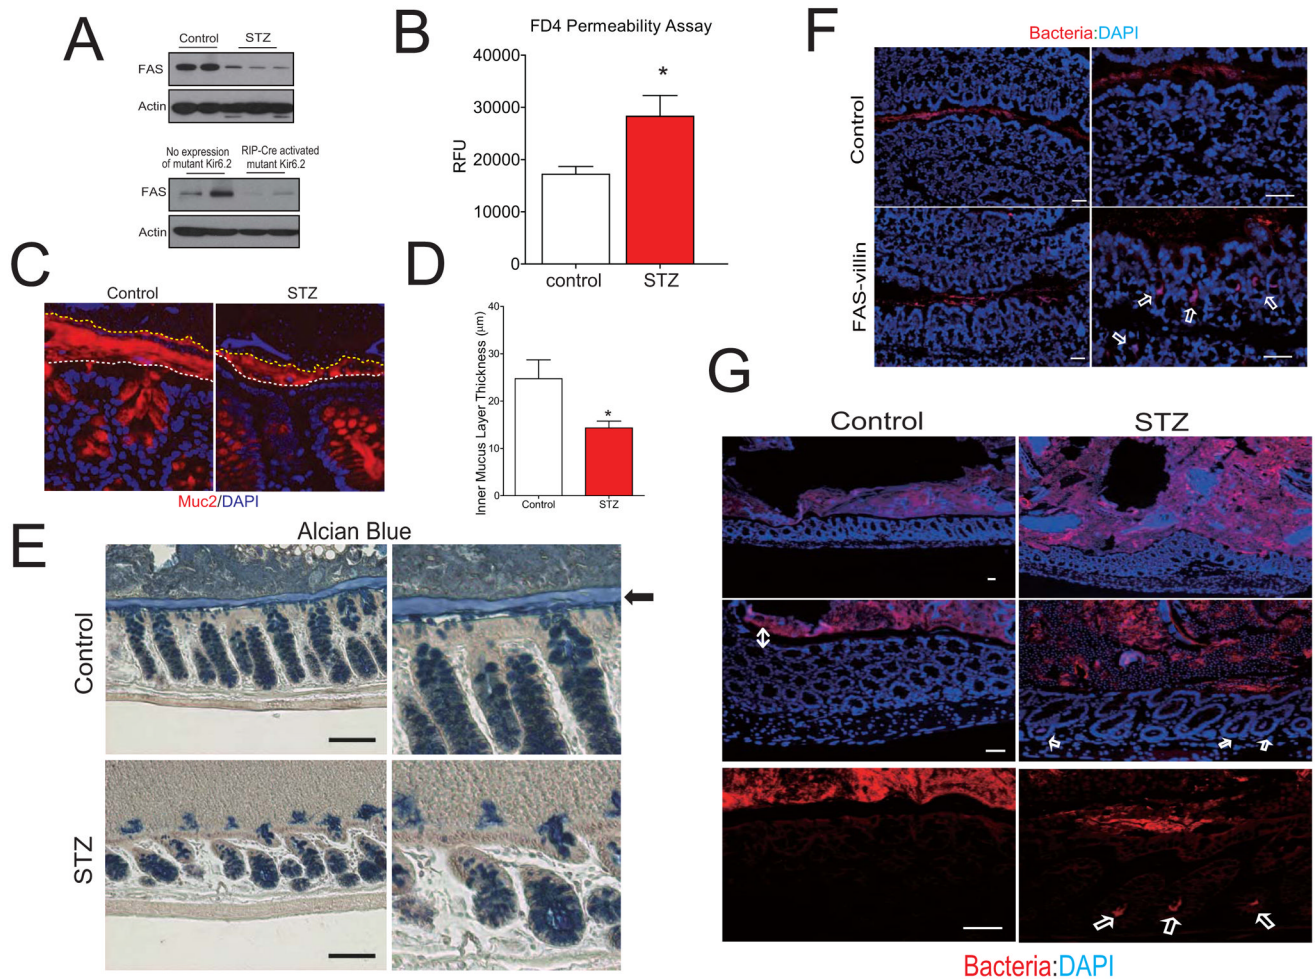 A
Control
STZ
FAS
Actin
No expression
of mutant Kir6.2
RIP-Cre activated
mutant Kir6.2
FAS
Actin
B
FD4 Permeability Assay
RFU
40000
30000
20000
10000
0
*
control
STZ
C
Control
STZ
Muc2/DAPI
D
Inner Mucus Layer Thickness (µm)
40
30
20
10
0
*
Control
STZ
E
Alcian Blue
Control
STZ
F
Bacteria:DAPI
Control
FAS-villin
G
Control
STZ
Bacteria:DAPI